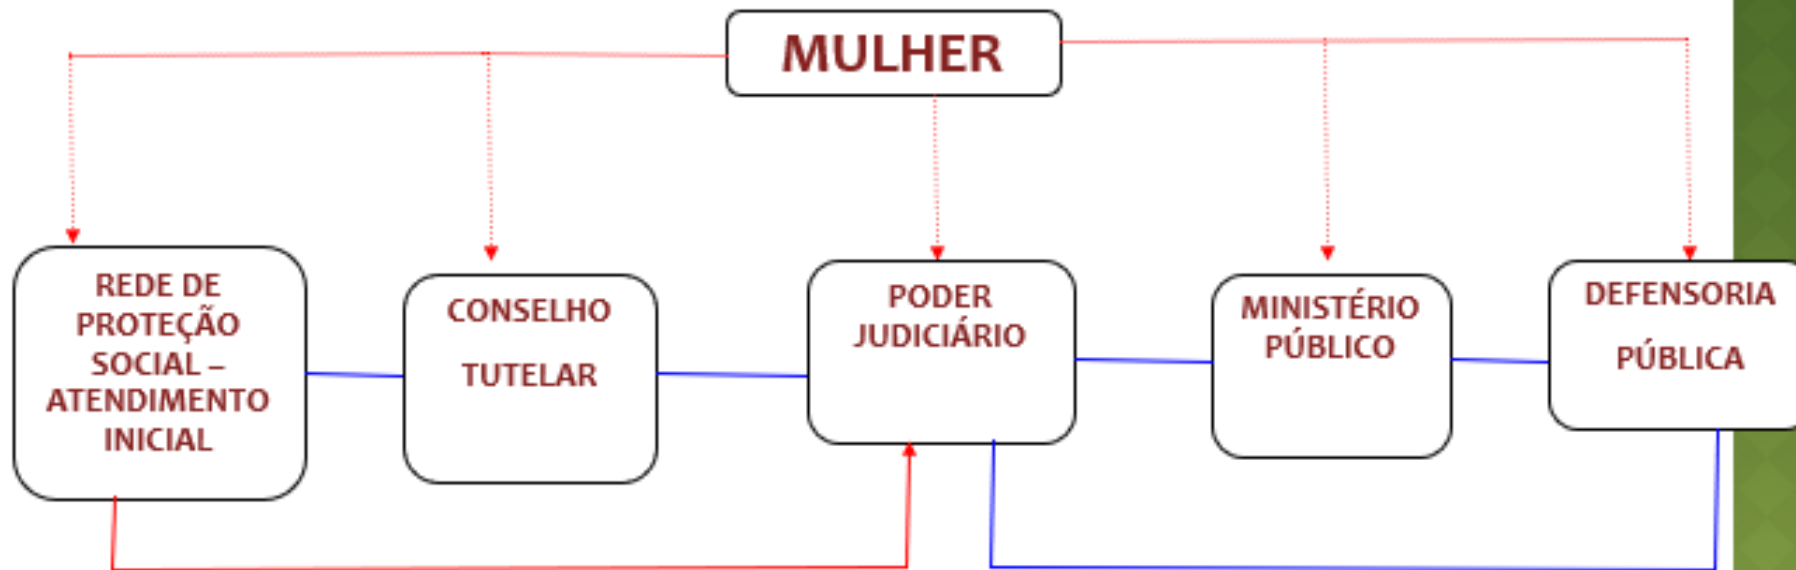 MULHER
REDE DE
PROTEÇÃO
SOCIAL –
ATENDIMENTO
INICIAL
CONSELHO
TUTELAR
PODER
JUDICIÁRIO
MINISTÉRIO
PÚBLICO
DEFENSORIA
PÚBLICA